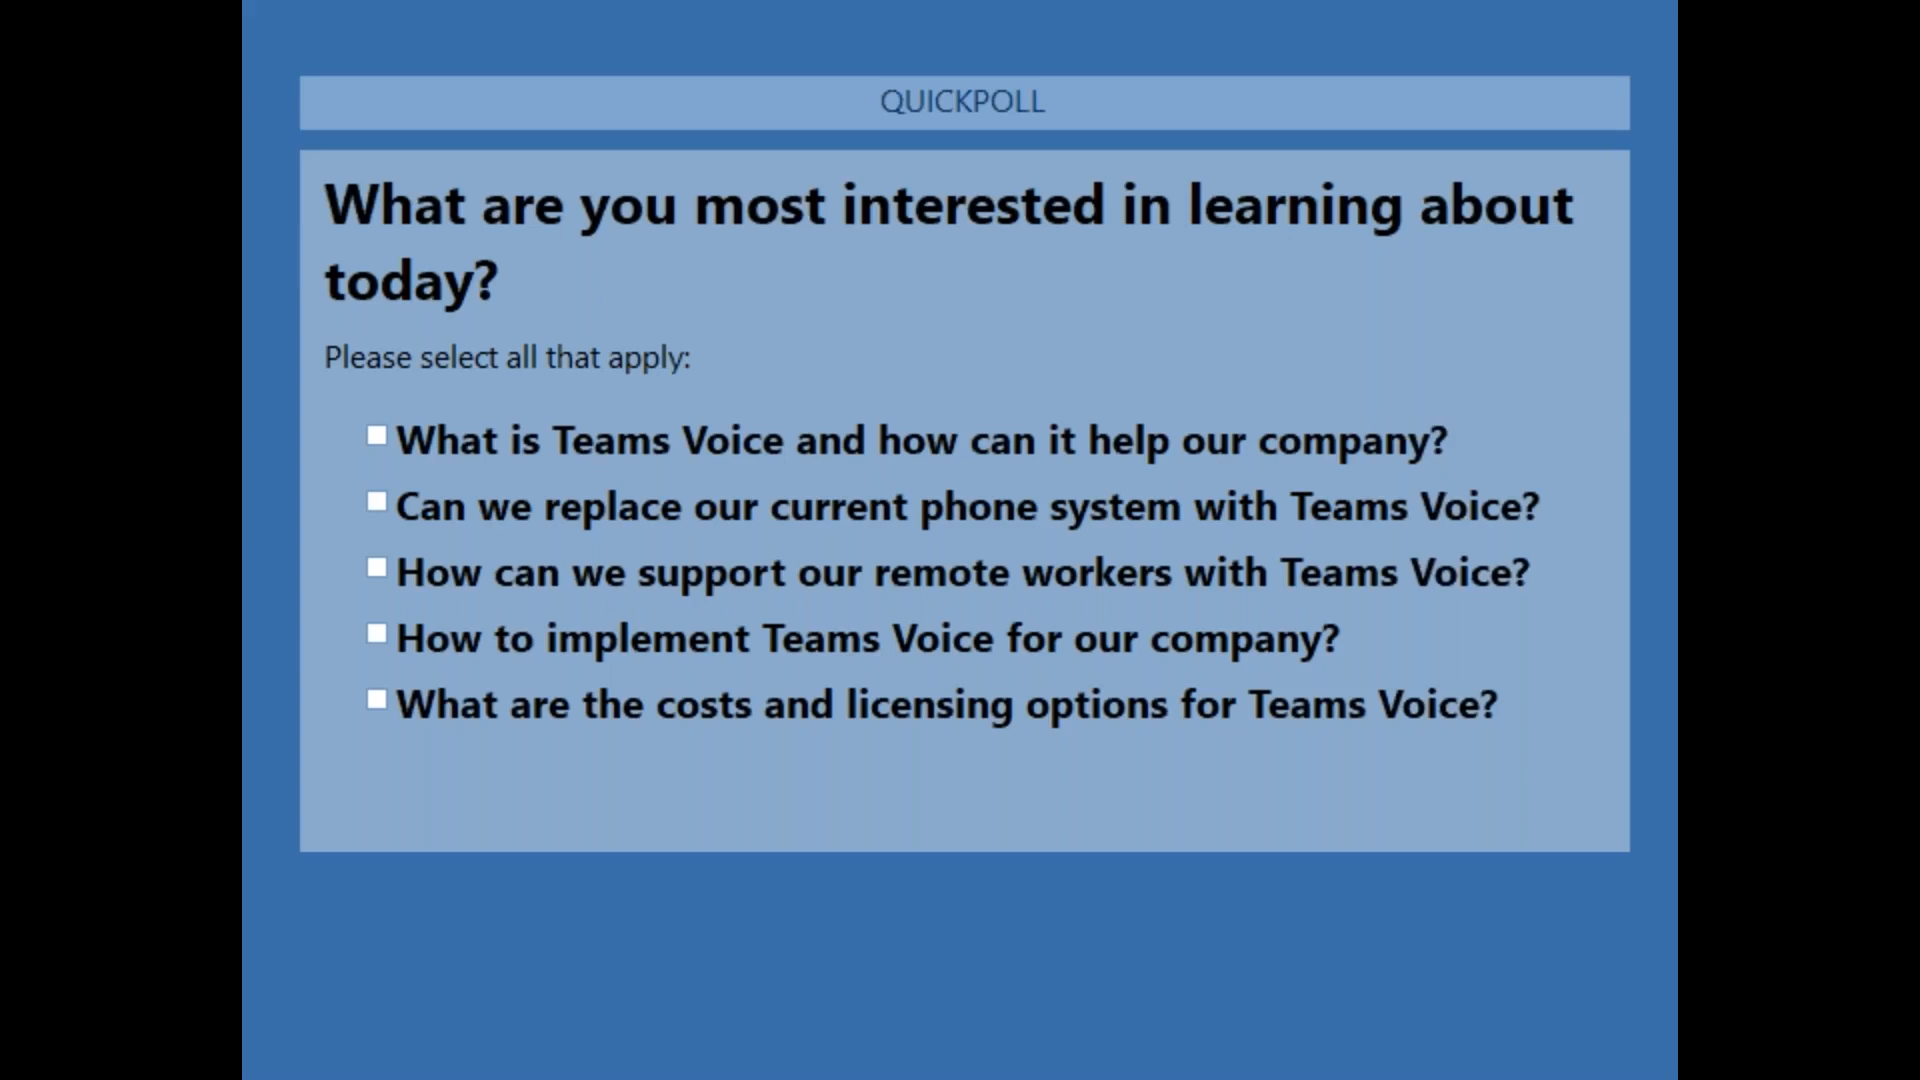 QUICKPOLL
What are you most interested in learning about
today?
Please select all that apply:
What is Teams Voice and how can it help our company?
Can we replace our current phone system with Teams Voice?
How can we support our remote workers with Teams Voice?
How to implement Teams Voice for our company?
What are the costs and licensing options for Teams Voice?